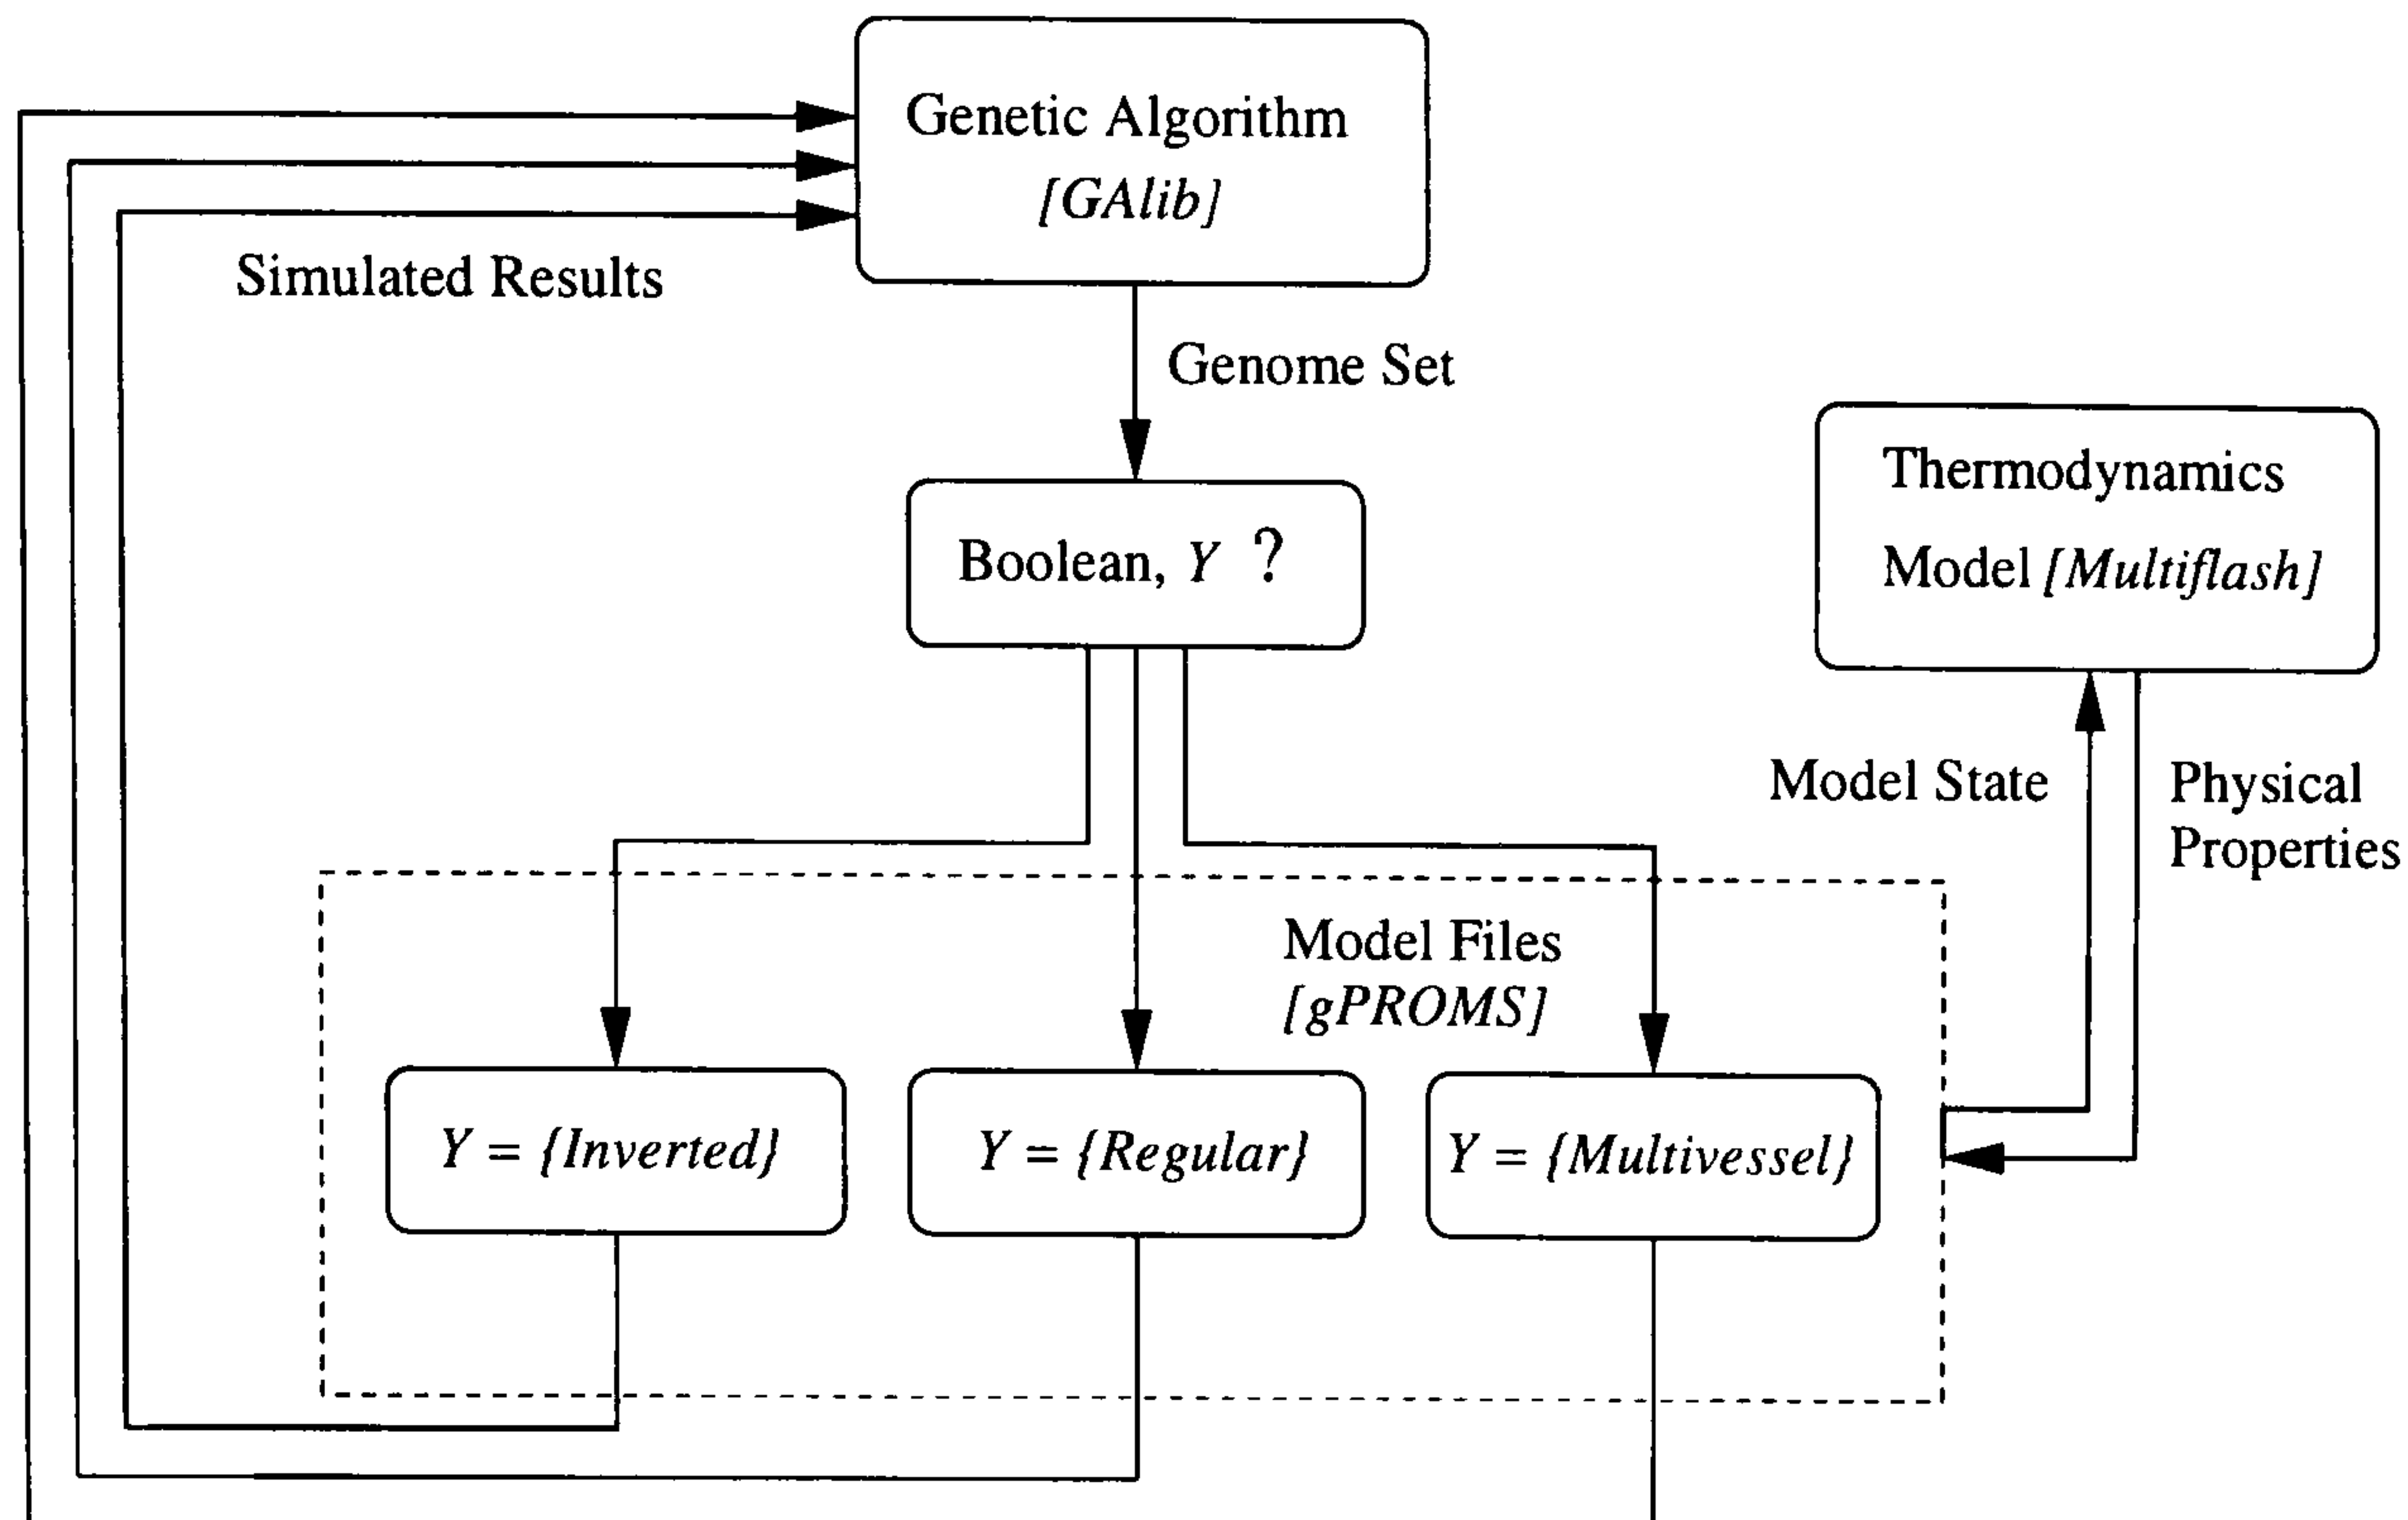 Genetic Algorithm
[GAlib]
Simulated Results
Genome Set
Boolean, Y ?
Thermodynamics
Model [Multiflash]
Model State
Physical
Properties
Model Files
[gPROMS]
Y = {Inverted}
Y = {Regular}
Y = {Multivessel}